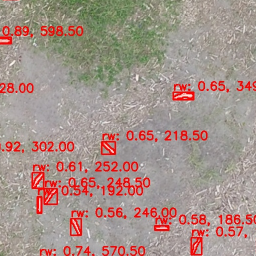 0.89, 598.50
rw: 0.65, 349
28.00
rw: 0.65, 218.50
0.92, 302.00
rw: 0.61, 252.00
rw: 0.65, 248.50
rw: 0.54, 192.00
rw: 0.56, 246.00
rw: 0.58, 186.50
rw: 0.57,
0.74, 570.50